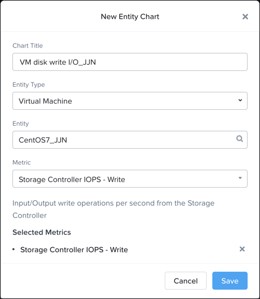 New Entity Chart
Chart Title
VM disk write I/O_JJN
Entity Type
Virtual Machine
Entity
CentOS7_JJN
Metric
Storage Controller IOPS - Write
Input/Output write operations per second from the Storage
Controller
Selected Metrics
• Storage Controller IOPS - Write
Cancel
Save